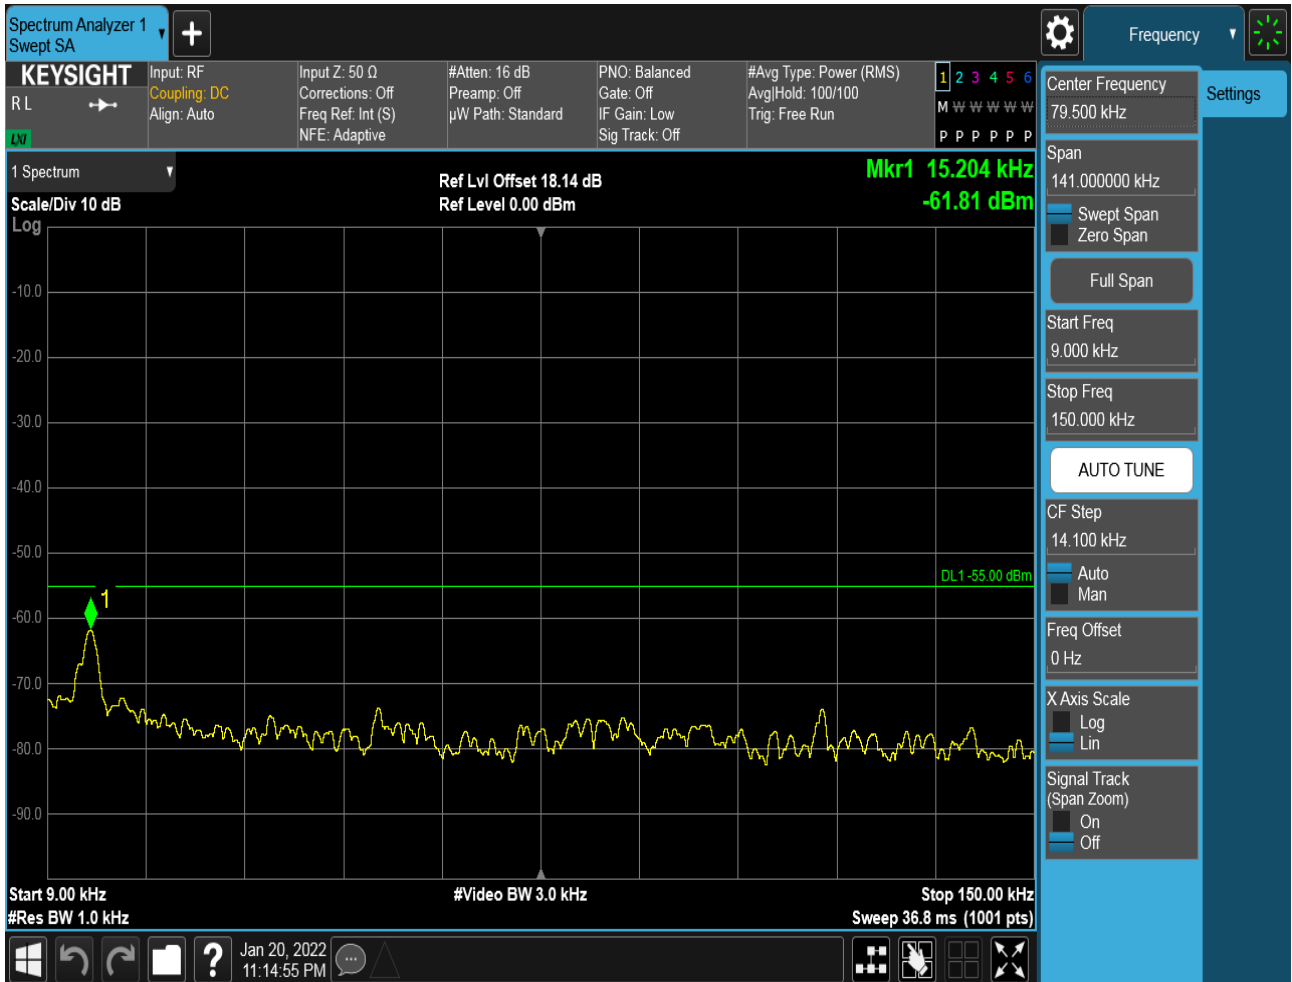 Spectrum Analyzer 1
Swept SA
Frequency
KEYSIGHT
R L
LXI
Input: RF
Coupling: DC
Align: Auto
Input Z: 50 Ω
Corrections: Off
Freq Ref: Int (S)
NFE: Adaptive
#Atten: 16 dB
Preamp: Off
µW Path: Standard
PNO: Balanced
Gate: Off
IF Gain: Low
Sig Track: Off
#Avg Type: Power (RMS)
Avg|Hold: 100/100
Trig: Free Run
1 2 3 4 5 6
M W W W W W
P P P P P P
1 Spectrum
Scale/Div 10 dB
Log
Ref Lvl Offset 18.14 dB
Ref Level 0.00 dBm
Mkr1 15.204 kHz
-61.81 dBm
-10.0
-20.0
-30.0
-40.0
-50.0
DL1 -55.00 dBm
1
-60.0
-70.0
-80.0
-90.0
Start 9.00 kHz
#Video BW 3.0 kHz
Stop 150.00 kHz
#Res BW 1.0 kHz
Sweep 36.8 ms (1001 pts)
Jan 20, 2022
11:14:55 PM
Center Frequency
79.500 kHz
Settings
Span
141.000000 kHz
Swept Span
Zero Span
Full Span
Start Freq
9.000 kHz
Stop Freq
150.000 kHz
AUTO TUNE
CF Step
14.100 kHz
Auto
Man
Freq Offset
0 Hz
X Axis Scale
Log
Lin
Signal Track
(Span Zoom)
On
Off